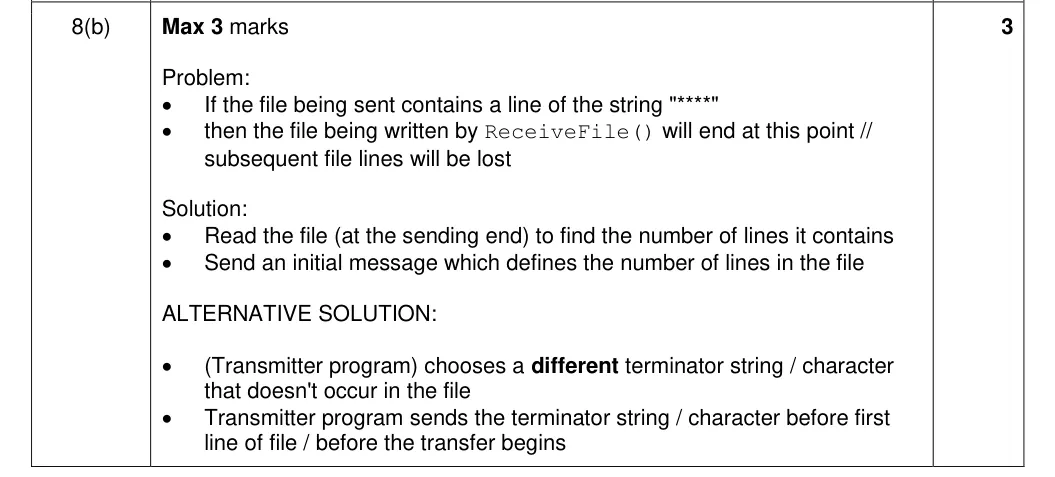 8(b) Max 3 marks 3
Problem:
• If the file being sent contains a line of the string "****"
• then the file being written by ReceiveFile() will end at this point //
subsequent file lines will be lost
Solution:
• Read the file (at the sending end) to find the number of lines it contains
• Send an initial message which defines the number of lines in the file
ALTERNATIVE SOLUTION:
• (Transmitter program) chooses a different terminator string / character
that doesn't occur in the file
• Transmitter program sends the terminator string / character before first
line of file / before the transfer begins